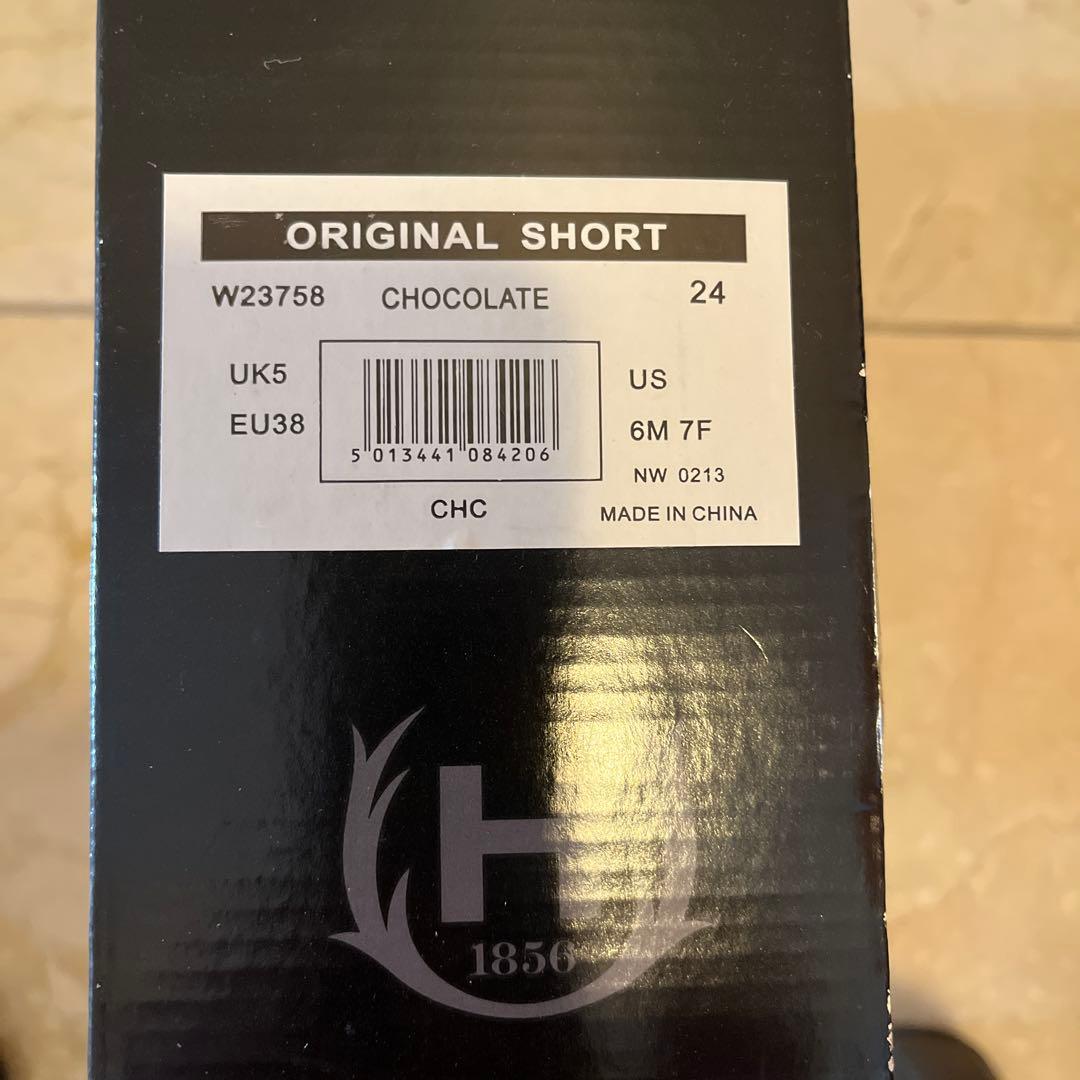 ORIGINAL SHORT
W23758 CHOCOLATE 24
UK5 US
EU38 6M 7F
5 013441 084206
NW 0213
CHC
MADE IN CHINA
H
1856